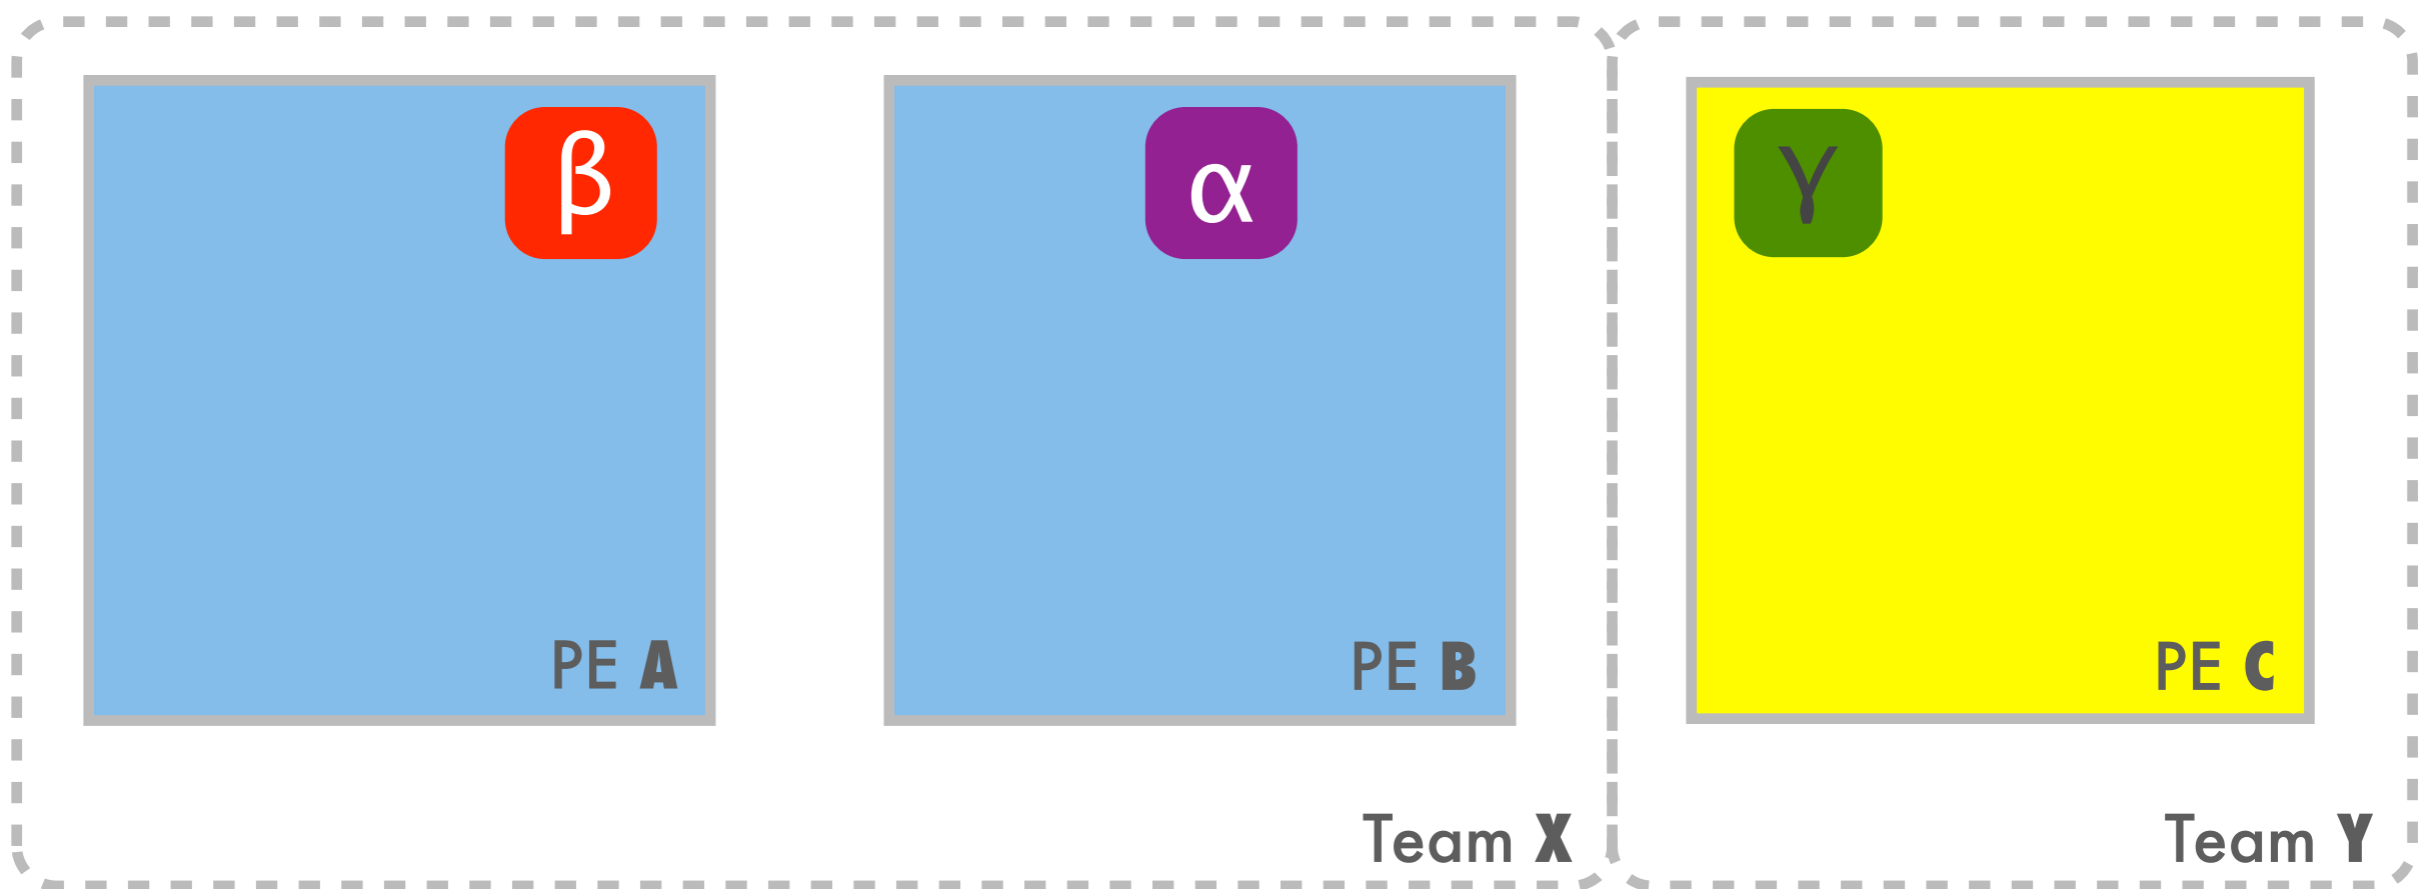 β
α
γ
PE A
PE B
PE C
Team X
Team Y